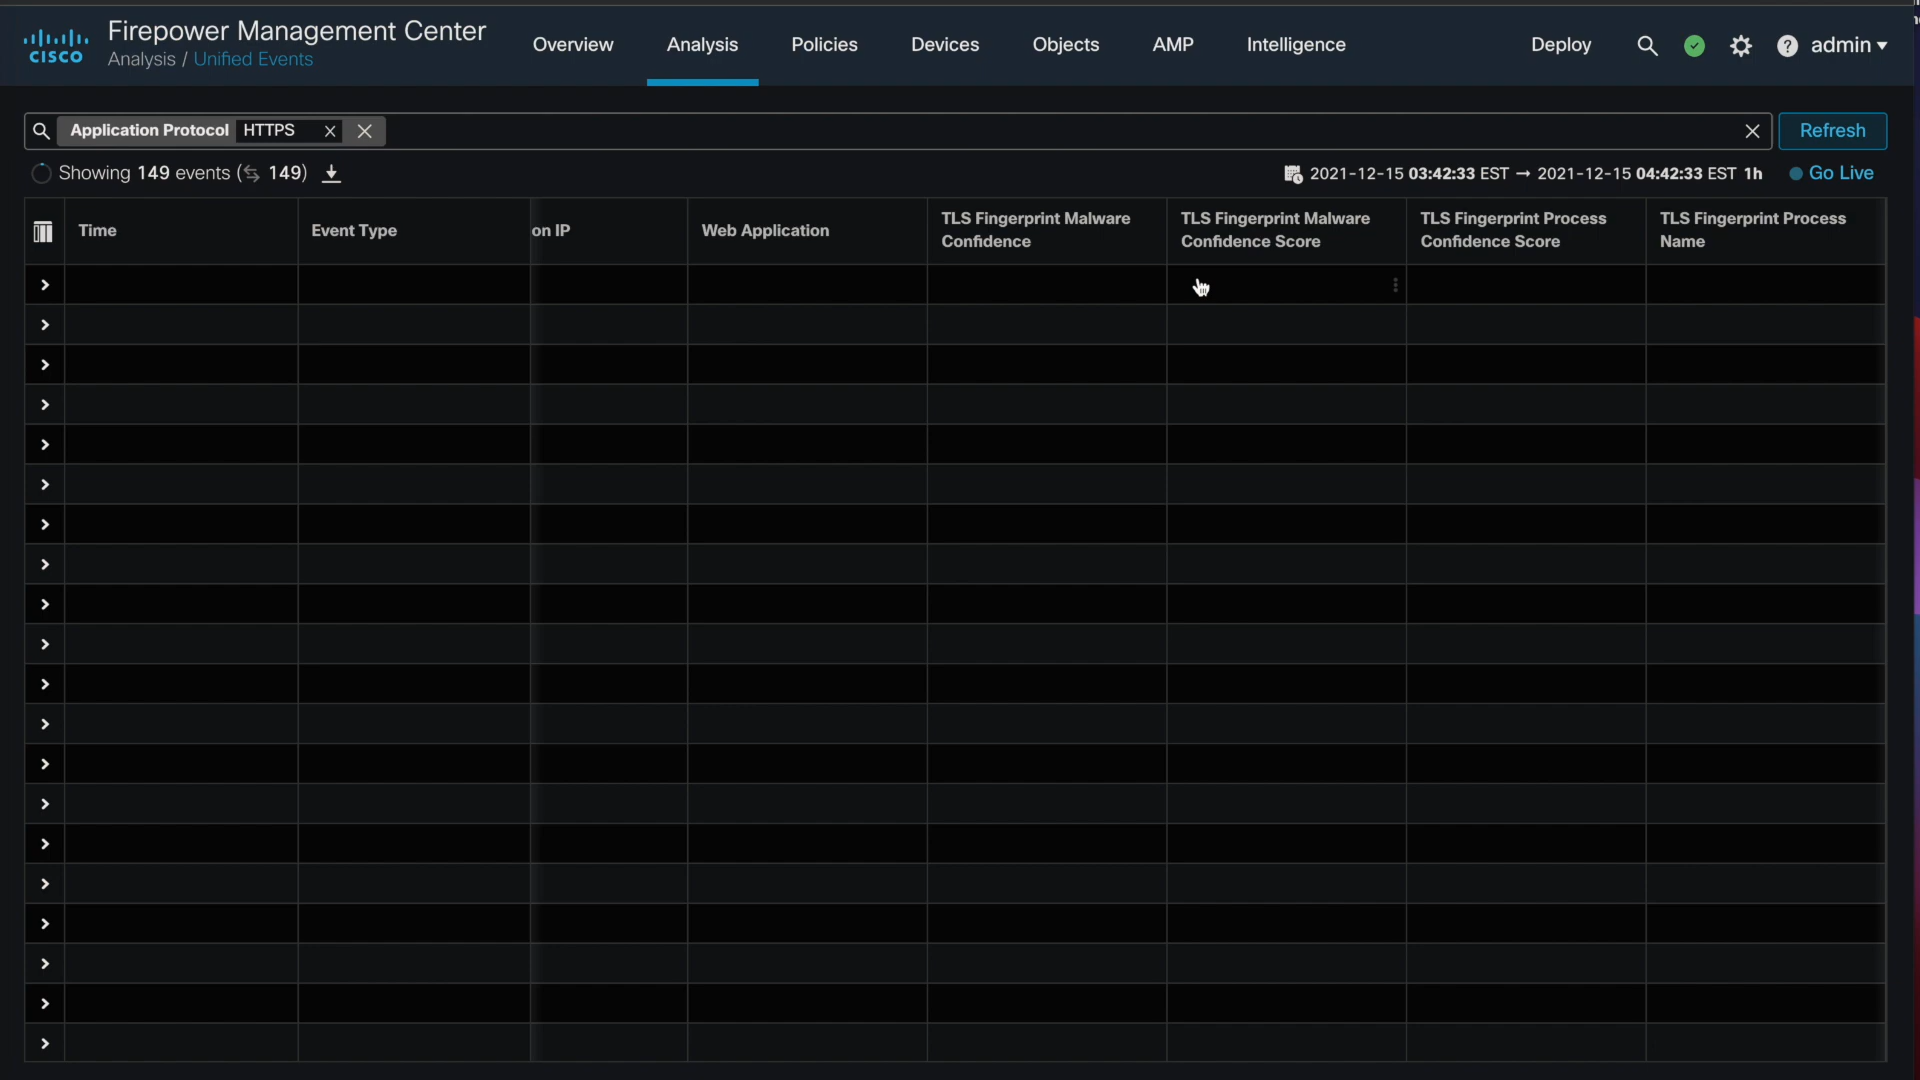 Firepower Management Center
CISCO
Analysis / Unified Events
Overview
Analysis
Policies
Devices
Objects
AMP
Intelligence
Deploy
admin
Application Protocol HTTPS
Refresh
Showing 149 events (149)
2021-12-15 03:42:33 EST → 2021-12-15 04:42:33 EST 1h
Go Live
Time
Event Type
on IP
Web Application
TLS Fingerprint Malware
Confidence
TLS Fingerprint Malware
Confidence Score
TLS Fingerprint Process
Confidence Score
TLS Fingerprint Process
Name